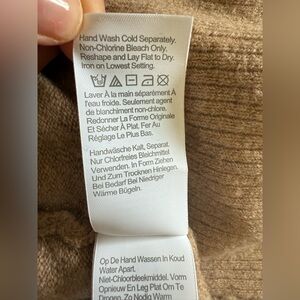 Hand Wash Cold Separately.
Non-Chlorine Bleach Only.
Reshape and Lay Flat to Dry.
Iron on Lowest Setting.
Laver À la main séparément À
l'eau froide. Seulement agent
de blanchiment non-chlore.
Redonner La Forme Originale
Et Sécher À Plat. Fer Au
Réglage Le Plus Bas.
Handwäsche Kalt, Separat.
Nur Chlorfreies Bleichmittel
Verwenden. in Form Ziehen
Und Zum Trocknen Hinlegen.
Bei Bedarf Bei Niedriger
Wärme Bügeln.
Op De Hand Wassen In Koud
Water Apart.
Niet-Chloorbleekmiddel. Vorm
Opnieuw En Leg Plat Om Te
Drogen. Zo Nodig Warm